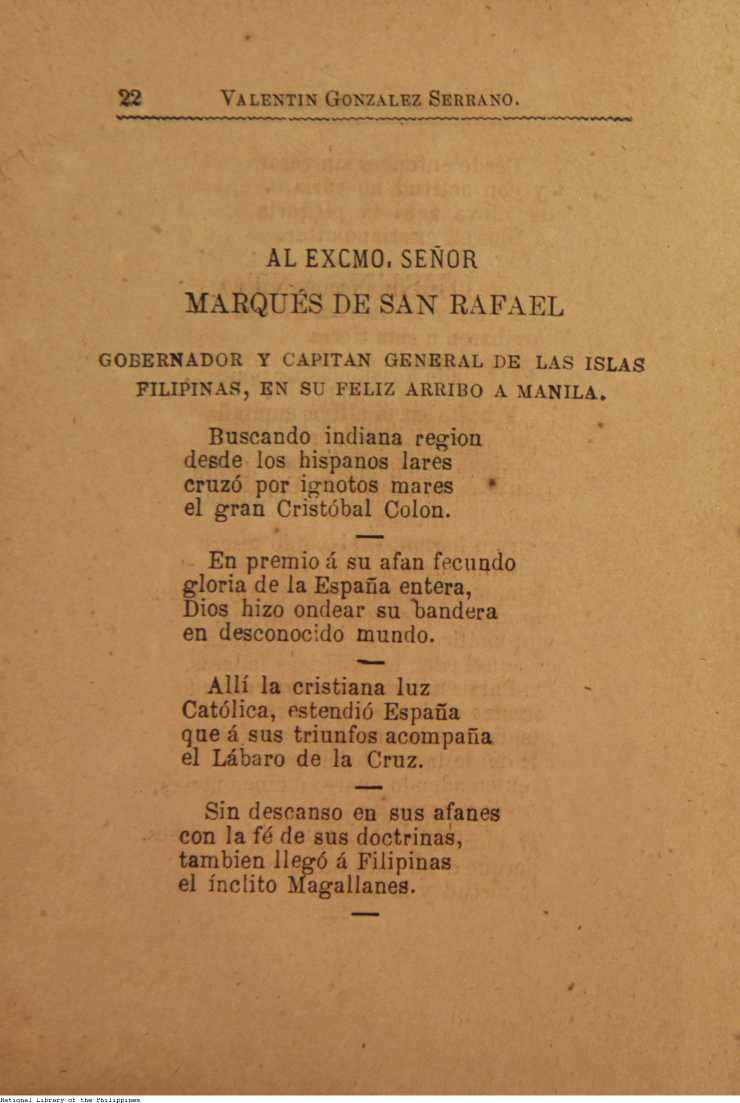 22 VALENTIN GONZALEZ SERRANO.
AL EXCMO. SEÑOR
MARQUÉS DE SAN RAFAEL
GOBERNADOR Y CAPITAN GENERAL DE LAS ISLAS
FILIPINAS, EN SU FELIZ ARRIBO A MANILA.
Buscando indiana region
desde los hispanos lares
cruzó por ignotos mares
el gran Cristóbal Colon.
En premio á su afan fecundo
gloria de la España entera,
Dios hizo ondear su bandera
en desconocido mundo.
Allí la cristiana luz
Católica, estendió España
que á sus triunfos acompaña
el Lábaro de la Cruz.
Sin descanso en sus afanes
con la fé de sus doctrinas,
tambien llegó á Filipinas
el ínclito Magallanes.
National Library of the Philippines